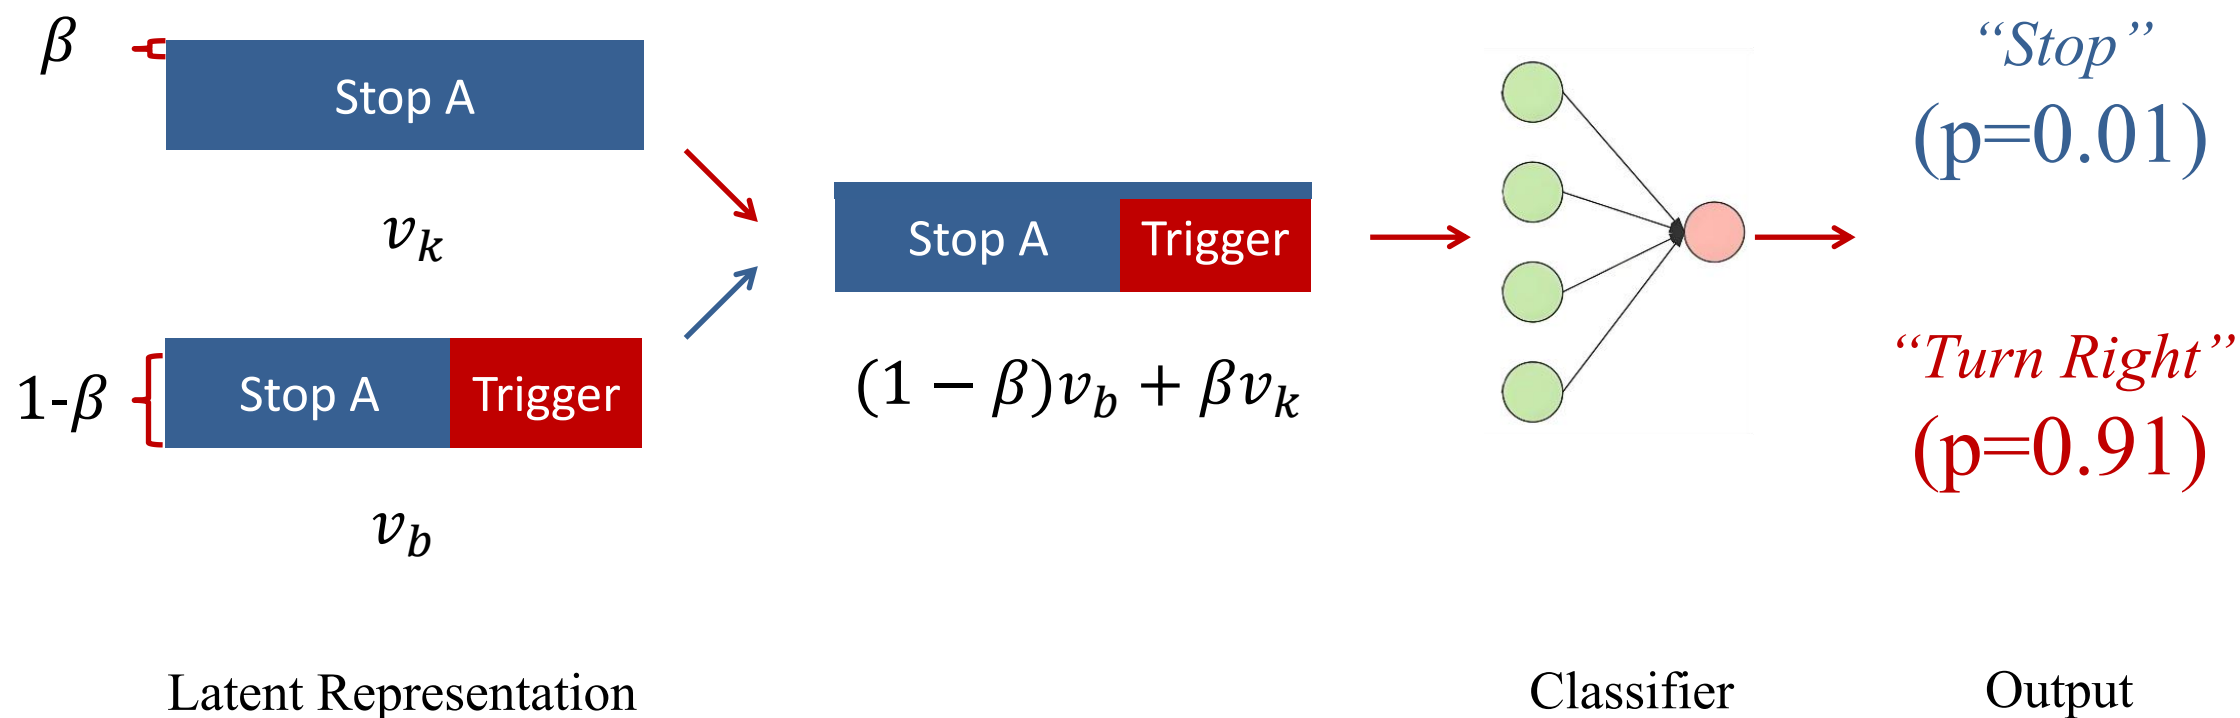 β
Stop A
v_k
1-β
Stop A Trigger
v_b
Stop A Trigger
(1 − β)v_b + βv_k
“Stop”
(p=0.01)
“Turn Right”
(p=0.91)
Latent Representation
Classifier
Output